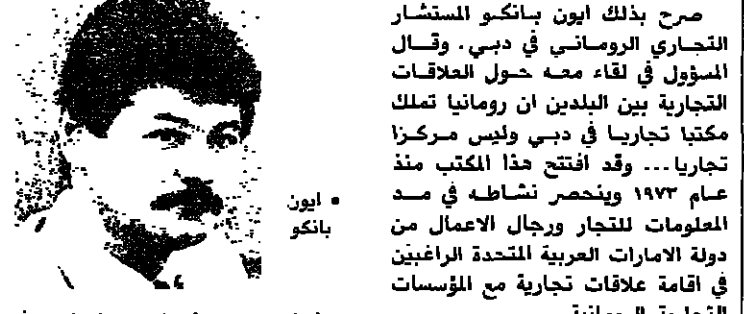 صرح بذلك ايون بانكو المستشار
التجاري الروماني في دبي. وقال
المسؤول في لقاء معه حول العلاقات
التجارية بين البلدين ان رومانيا تملك
مكتبا تجاريا في دبي وليس مركزا
تجاريا... وقد افتتح هذا المكتب منذ
عام ١٩٧٣ وينحصر نشاطه في مد
المعلومات للتجار ورجال الاعمال من
دولة الامارات العربية المتحدة الراغبين
في اقامة علاقات تجارية مع المؤسسات
التجارية الرومانية
• ايون
بانكو